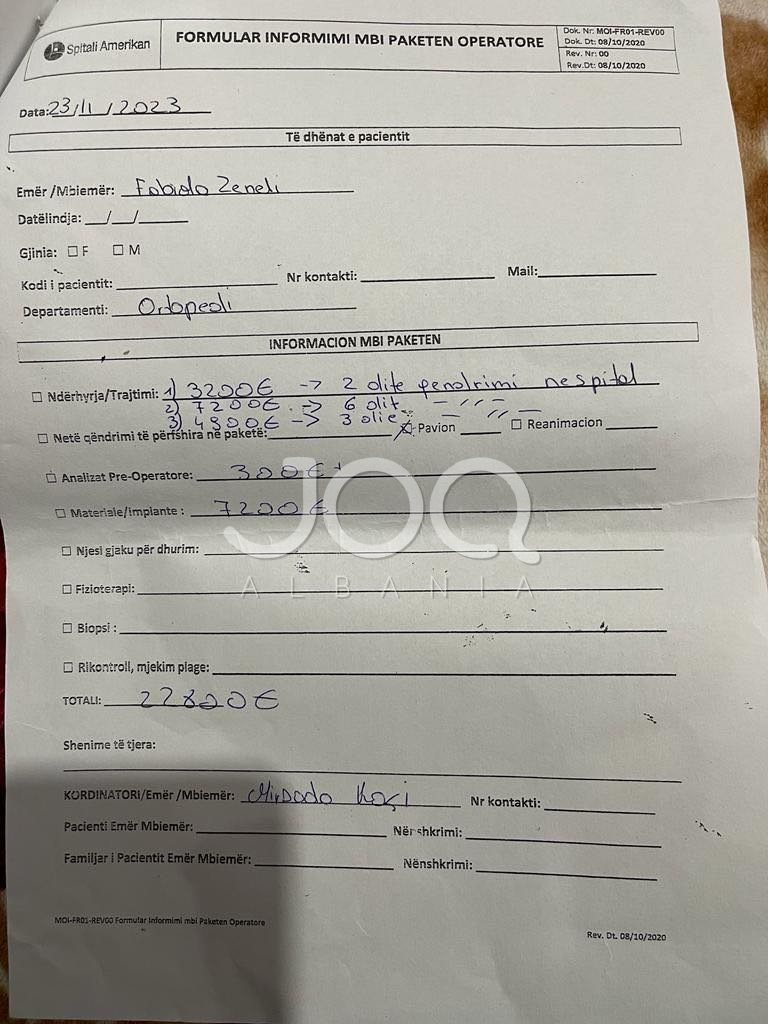 Spitali Amerikan
FORMULAR INFORMIMI MBI PAKETEN OPERATORE
Dok. Nr: MOI-FR01-REV00
Dok. Dt: 08/10/2020
Rev. Nr: 00
Rev.Dt: 08/10/2020
Data:23/11/2023
Të dhënat e pacientit
Emër /Mbiemër: Fabiola Zeneli
Datëlindja: __/__/____
Gjinia: ☐ F ☐ M
Kodi i pacientit: Nr kontakti: Mail:
Departamenti: Ortopedi
INFORMACION MBI PAKETEN
☐ Ndërhyrja/Trajtimi: 1) 3200€ -> 2 dite qendrimi ne spital
2) 7200€ -> 6 dit - // -
3) 4900€ -> 3 dite - // -
☐ Netë qëndrimi të përfshira në paketë: ☒ Pavion ☐ Reanimacion
☐ Analizat Pre-Operatore: 300€
☐ Materiale/Implante : 7200€
☐ Njesi gjaku për dhurim:
☐ Fizioterapi:
☐ Biopsi :
☐ Rikontroll, mjekim plage:
TOTALI: 22800€
Shenime të tjera:
KORDINATORI/Emër /Mbiemër: Nr kontakti:
Pacienti Emër Mbiemër: Nënshkrimi:
Familjar i Pacientit Emër Mbiemër: Nënshkrimi:
MOI-FR01-REV00 Formular Informimi mbi Paketen Operatore
Rev. Dt. 08/10/2020
JOQ
ALBANIA